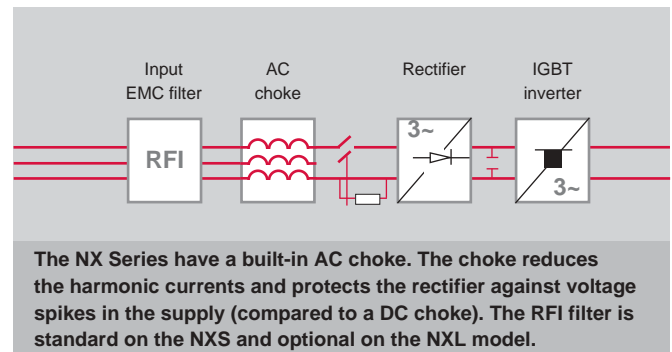 Input
EMC filter
AC
choke
Rectifier
IGBT
inverter
RFI
3~
3~
The NX Series have a built-in AC choke. The choke reduces
the harmonic currents and protects the rectifier against voltage
spikes in the supply (compared to a DC choke). The RFI filter is
standard on the NXS and optional on the NXL model.